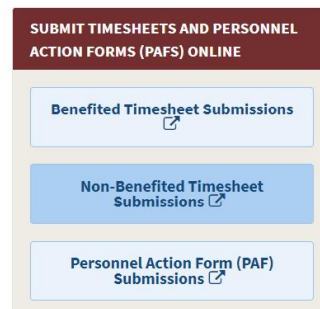 SUBMIT TIMESHEETS AND PERSONNEL
ACTION FORMS (PAFS) ONLINE
Benefited Timesheet Submissions
Non-Benefited Timesheet
Submissions
Personnel Action Form (PAF)
Submissions